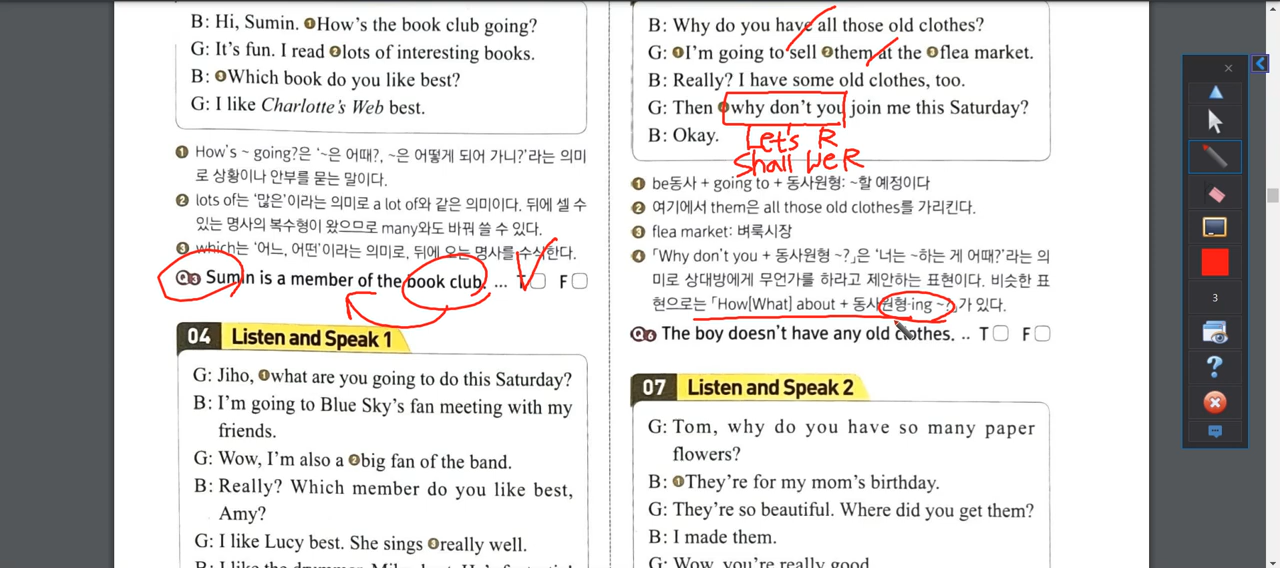 B: Hi, Sumin. ❶How's the book club going?
G: It's fun. I read ❷lots of interesting books.
B: ❸Which book do you like best?
G: I like Charlotte's Web best.
❶ How's ~ going?은 '~은 어때?, ~은 어떻게 되어 가니?'라는 의미
로 상황이나 안부를 묻는 말이다.
❷ lots of는 '많은'이라는 의미로 a lot of와 같은 의미이다. 뒤에 셀 수
있는 명사의 복수형이 왔으므로 many와도 바꿔 쓸 수 있다.
❸ which는 '어느, 어떤'이라는 의미로, 뒤에 오는 명사를 수식한다.
Q3 Sumin is a member of the book club. ... T F
04 Listen and Speak 1
G: Jiho, ❶what are you going to do this Saturday?
B: I'm going to Blue Sky's fan meeting with my
friends.
G: Wow, I'm also a ❷big fan of the band.
B: Really? Which member do you like best,
Amy?
G: I like Lucy best. She sings ❸really well.
B: I like the drummer,
B: Why do you have all those old clothes?
G: ❶I'm going to sell ❷them at the ❸flea market.
B: Really? I have some old clothes, too.
G: Then ❹why don't you join me this Saturday?
B: Okay.
Let's R
Shall we R
❶ be동사 + going to + 동사원형: ~할 예정이다
❷ 여기에서 them은 all those old clothes를 가리킨다.
❸ flea market: 벼룩시장
❹ 「Why don't you + 동사원형 ~?」은 '너는 ~하는 게 어때?'라는 의
미로 상대방에게 무언가를 하라고 제안하는 표현이다. 비슷한 표
현으로는 「How[What] about + 동사원형-ing ~?」가 있다.
Q6 The boy doesn't have any old clothes. .. T F
07 Listen and Speak 2
G: Tom, why do you have so many paper
flowers?
B: ❶They're for my mom's birthday.
G: They're so beautiful. Where did you get them?
B: I made them.
G: Wow, you're really good
3